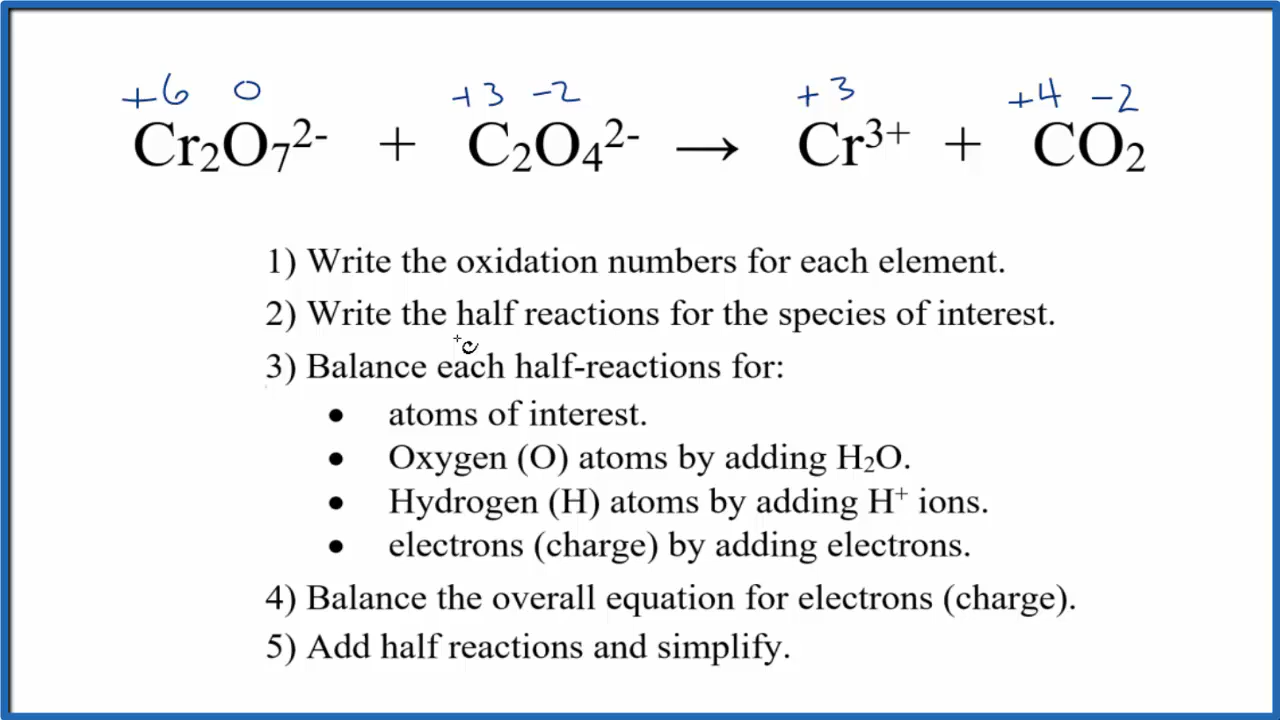 +6 0 +3 -2 +3 +4 -2
Cr₂O₇²⁻ + C₂O₄²⁻ → Cr³⁺ + CO₂
1) Write the oxidation numbers for each element.
2) Write the half reactions for the species of interest.
3) Balance each half-reactions for:
• atoms of interest.
• Oxygen (O) atoms by adding H₂O.
• Hydrogen (H) atoms by adding H⁺ ions.
• electrons (charge) by adding electrons.
4) Balance the overall equation for electrons (charge).
5) Add half reactions and simplify.